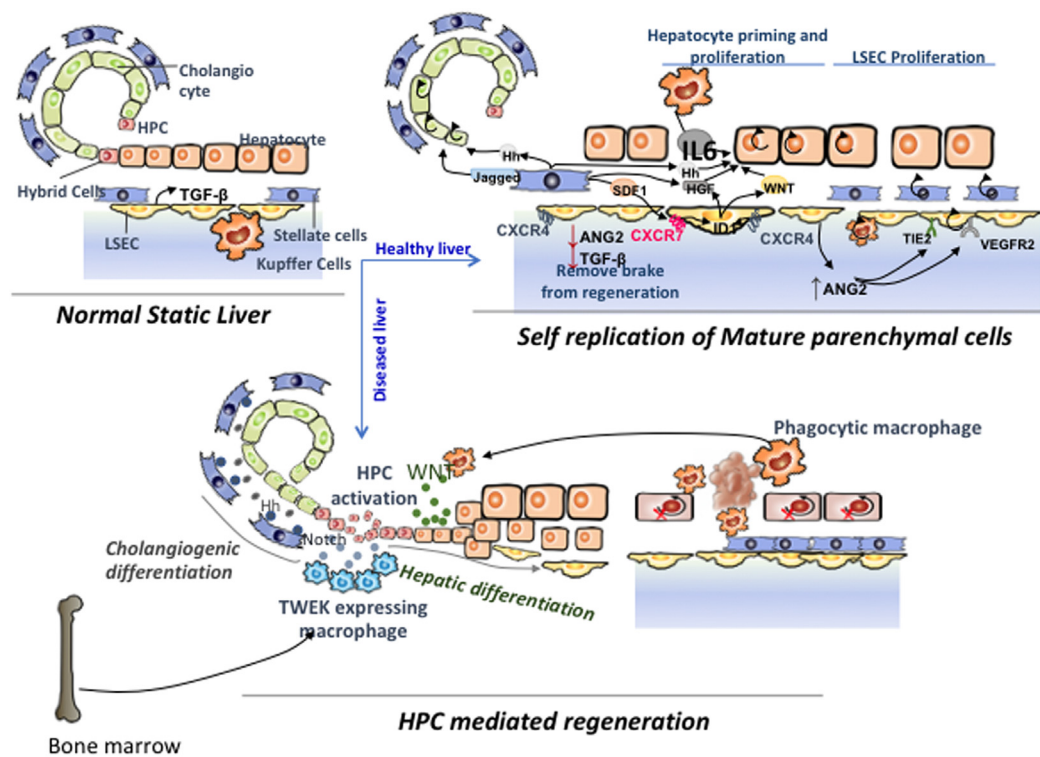 Cholangio
cyte
HPC
Hepatocyte
Hybrid Cells
TGF-β
LSEC
Stellate cells
Kupffer Cells
Normal Static Liver
Hepatocyte priming and
proliferation
LSEC Proliferation
IL6
Hh
Hh
Jagged
HGF
WNT
SDF1
ID1
CXCR4
CXCR7
CXCR4
ANG2
TGF-β
Remove brake
from regeneration
TIE2
VEGFR2
↑ ANG2
Self replication of Mature parenchymal cells
Healthy liver
Diseased liver
Phagocytic macrophage
HPC
activation
WNT
Hh
Notch
Cholangiogenic
differentiation
Hepatic differentiation
TWEK expressing
macrophage
HPC mediated regeneration
Bone marrow